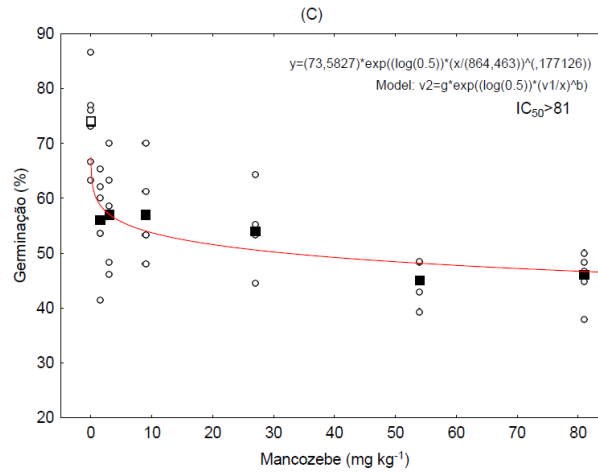 (C)
90
80
70
60
50
40
30
20
Germinação (%)
y=(73,5827)*exp((log(0.5))*(x/(864,463))^(,177126))
Model: v2=g*exp((log(0.5))*(v1/x)^b)
IC₅₀>81
0 10 20 30 40 50 60 70 80
Mancozebe (mg kg⁻¹)